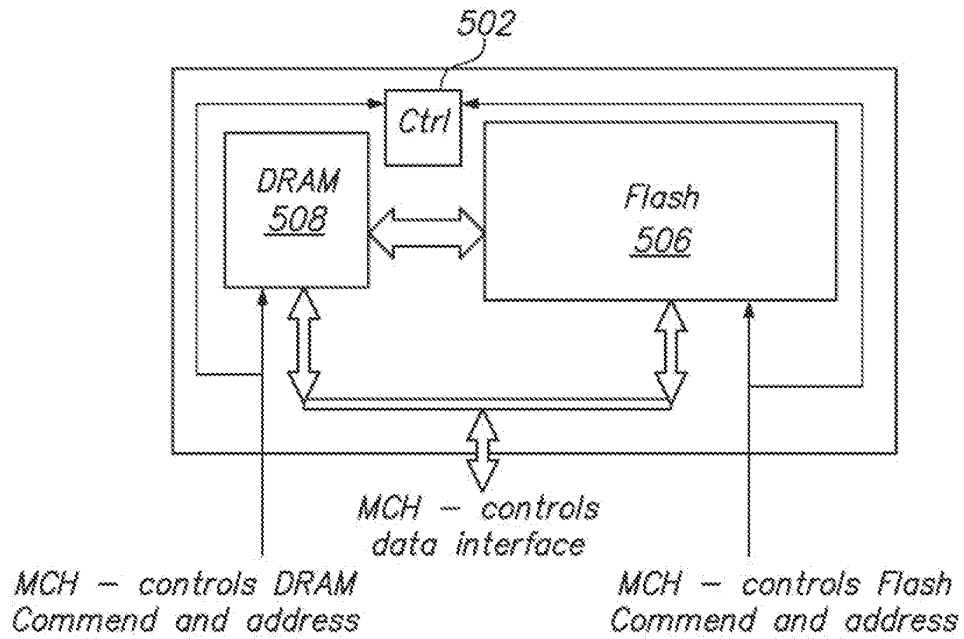 502
Ctrl
DRAM
508
Flash
506
MCH – controls
data interface
MCH – controls DRAM
Commend and address
MCH – controls Flash
Commend and address